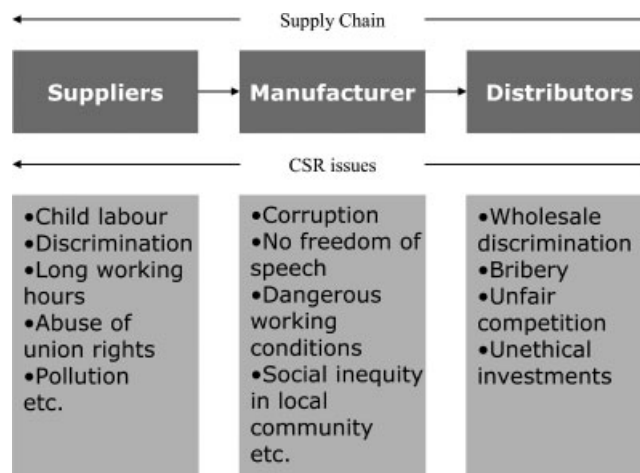 Supply Chain
Suppliers
Manufacturer
Distributors
CSR issues
•Child labour
•Discrimination
•Long working
hours
•Abuse of
union rights
•Pollution
etc.
•Corruption
•No freedom of
speech
•Dangerous
working
conditions
•Social inequity
in local
community
etc.
•Wholesale
discrimination
•Bribery
•Unfair
competition
•Unethical
investments